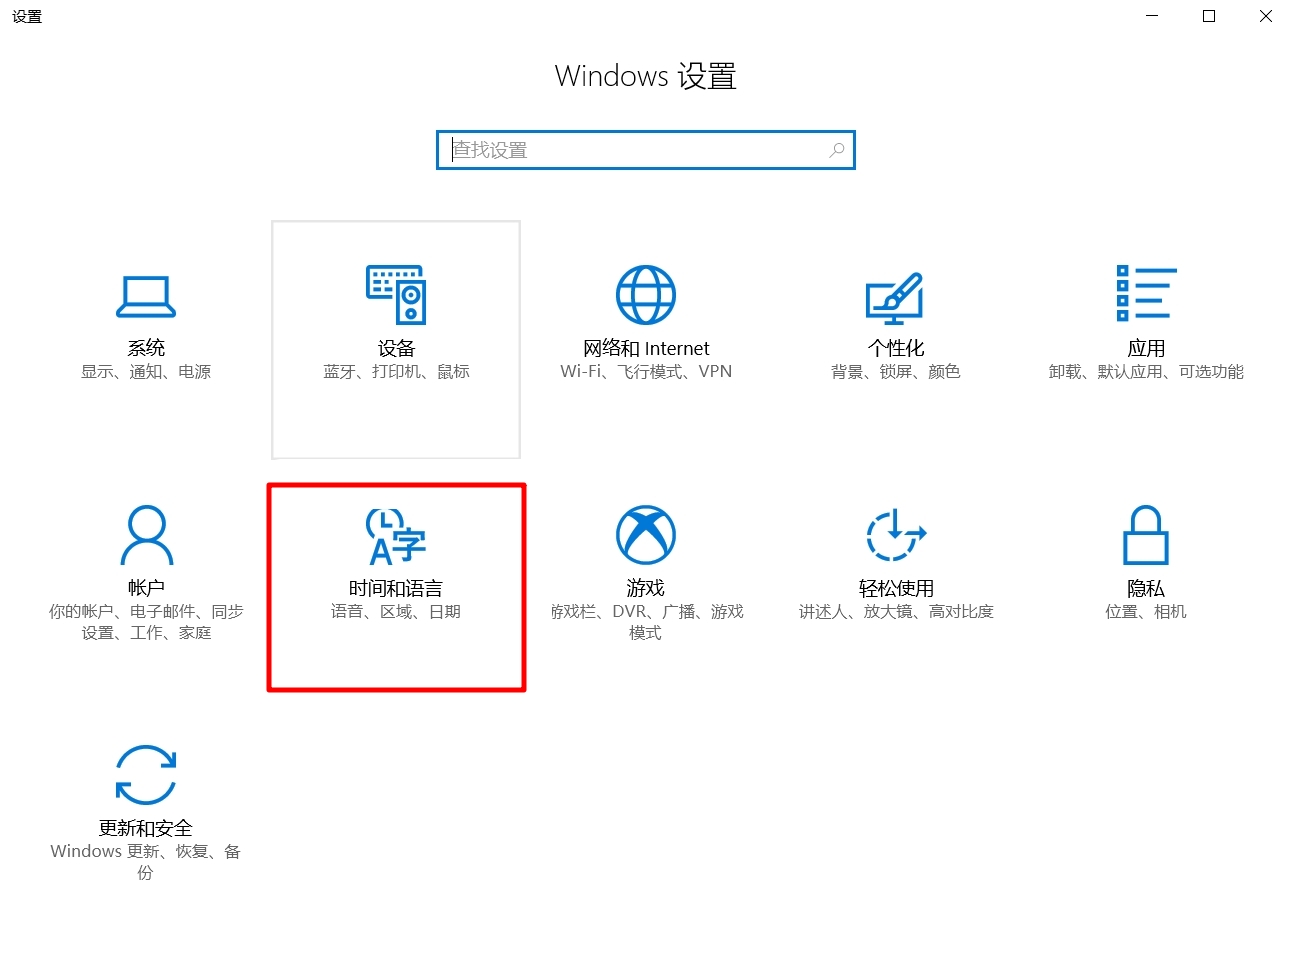 设置
Windows 设置
查找设置
系统
显示、通知、电源
设备
蓝牙、打印机、鼠标
网络和 Internet
Wi-Fi、飞行模式、VPN
个性化
背景、锁屏、颜色
应用
卸载、默认应用、可选功能
帐户
你的帐户、电子邮件、同步
设置、工作、家庭
时间和语言
语音、区域、日期
游戏
游戏栏、DVR、广播、游戏
模式
轻松使用
讲述人、放大镜、高对比度
隐私
位置、相机
更新和安全
Windows 更新、恢复、备
份